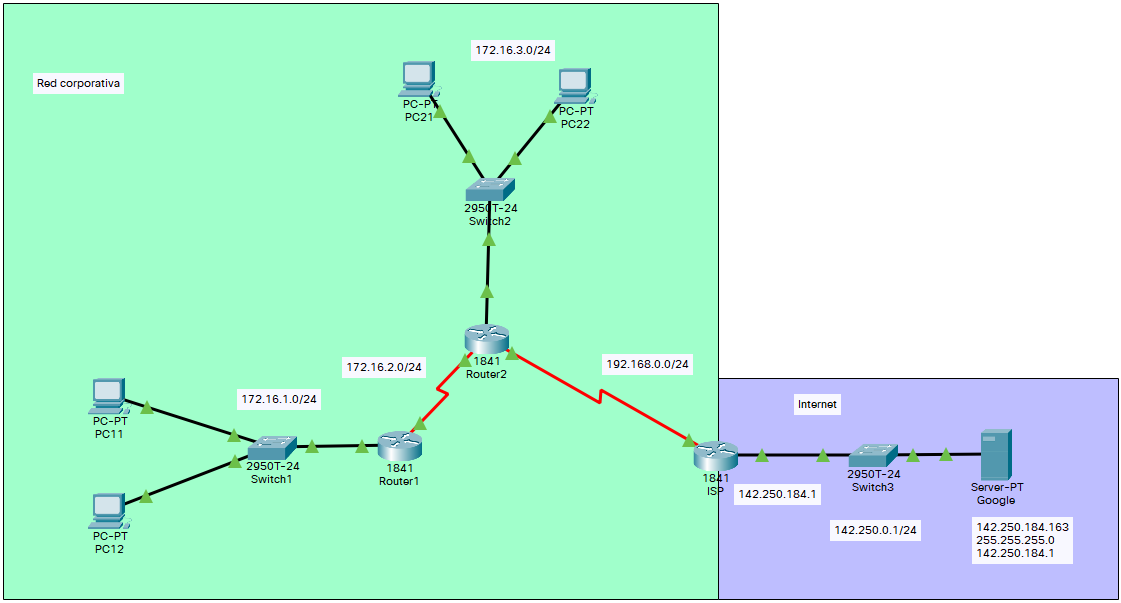 172.16.3.0/24
Red corporativa
PC-PT
PC21
PC-PT
PC22
2950T-24
Switch2
1841
Router2
172.16.2.0/24
192.168.0.0/24
172.16.1.0/24
PC-PT
PC11
2950T-24
Switch1
1841
Router1
PC-PT
PC12
Internet
1841
ISP
142.250.184.1
2950T-24
Switch3
142.250.0.1/24
Server-PT
Google
142.250.184.163
255.255.255.0
142.250.184.1